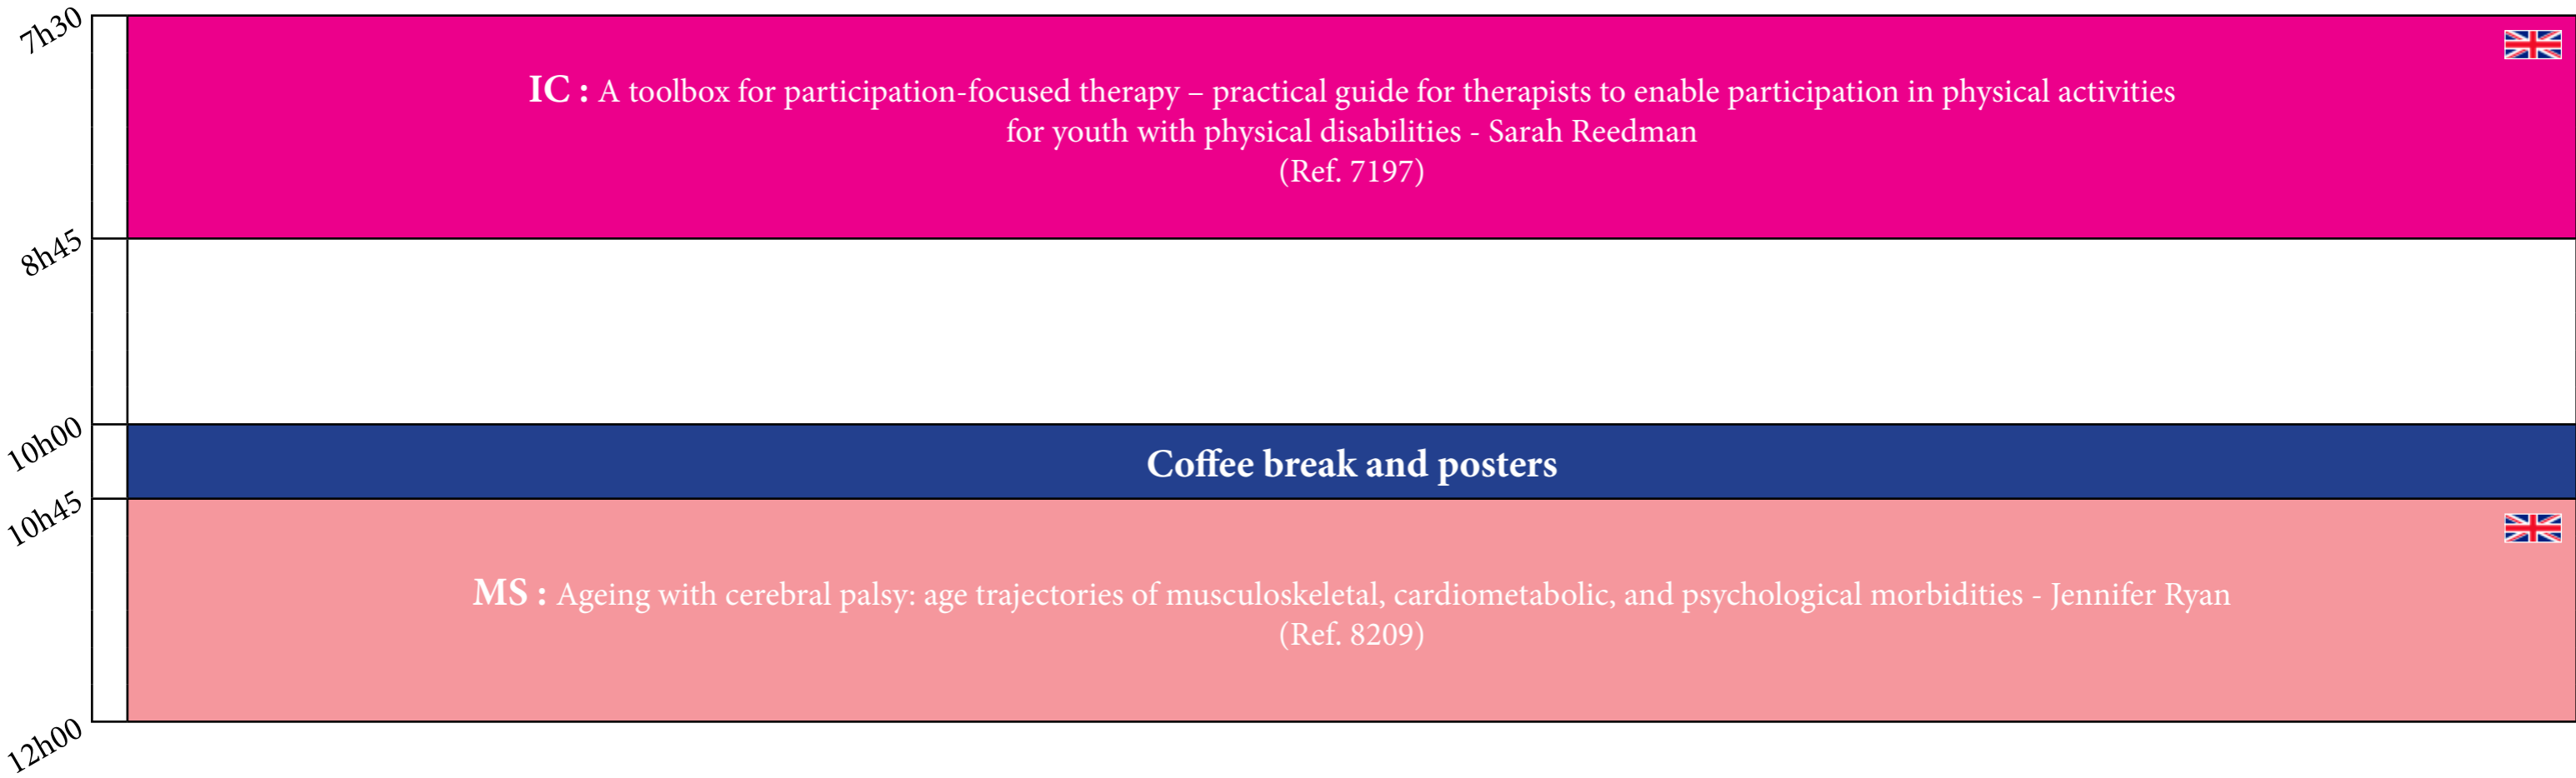 7h30
IC : A toolbox for participation-focused therapy – practical guide for therapists to enable participation in physical activities
for youth with physical disabilities - Sarah Reedman
(Ref. 7197)
8h45
10h00
Coffee break and posters
10h45
MS : Ageing with cerebral palsy: age trajectories of musculoskeletal, cardiometabolic, and psychological morbidities - Jennifer Ryan
(Ref. 8209)
12h00